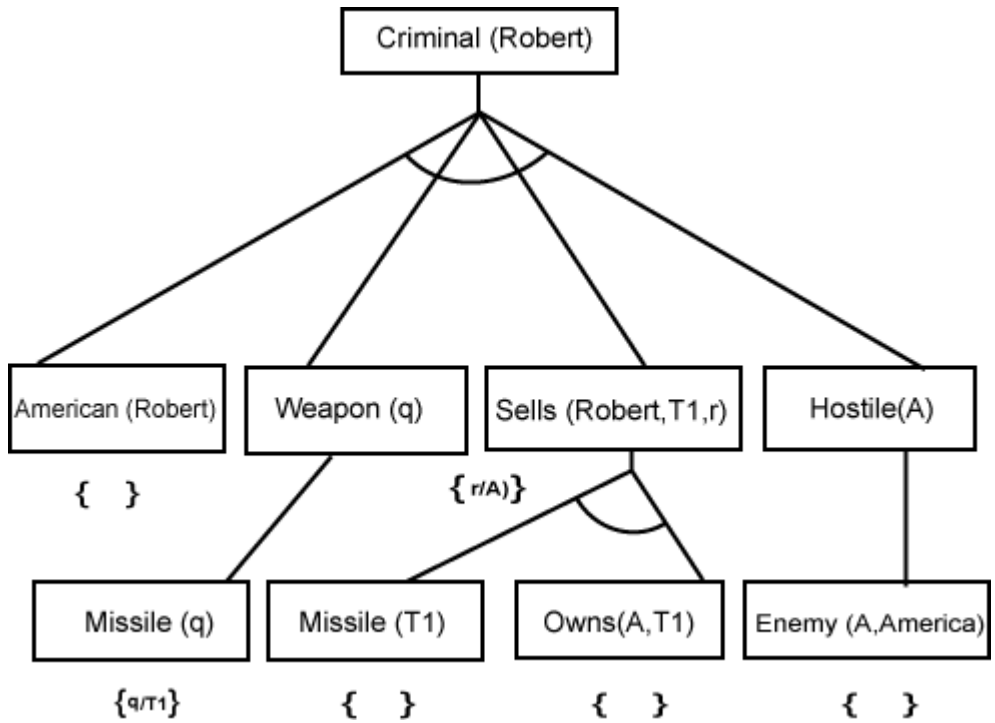 Criminal (Robert)
American (Robert)
Weapon (q)
Sells (Robert,T1,r)
Hostile(A)
{ }
{ r/A)}
Missile (q)
Missile (T1)
Owns(A,T1)
Enemy (A,America)
{q/T1}
{ }
{ }
{ }